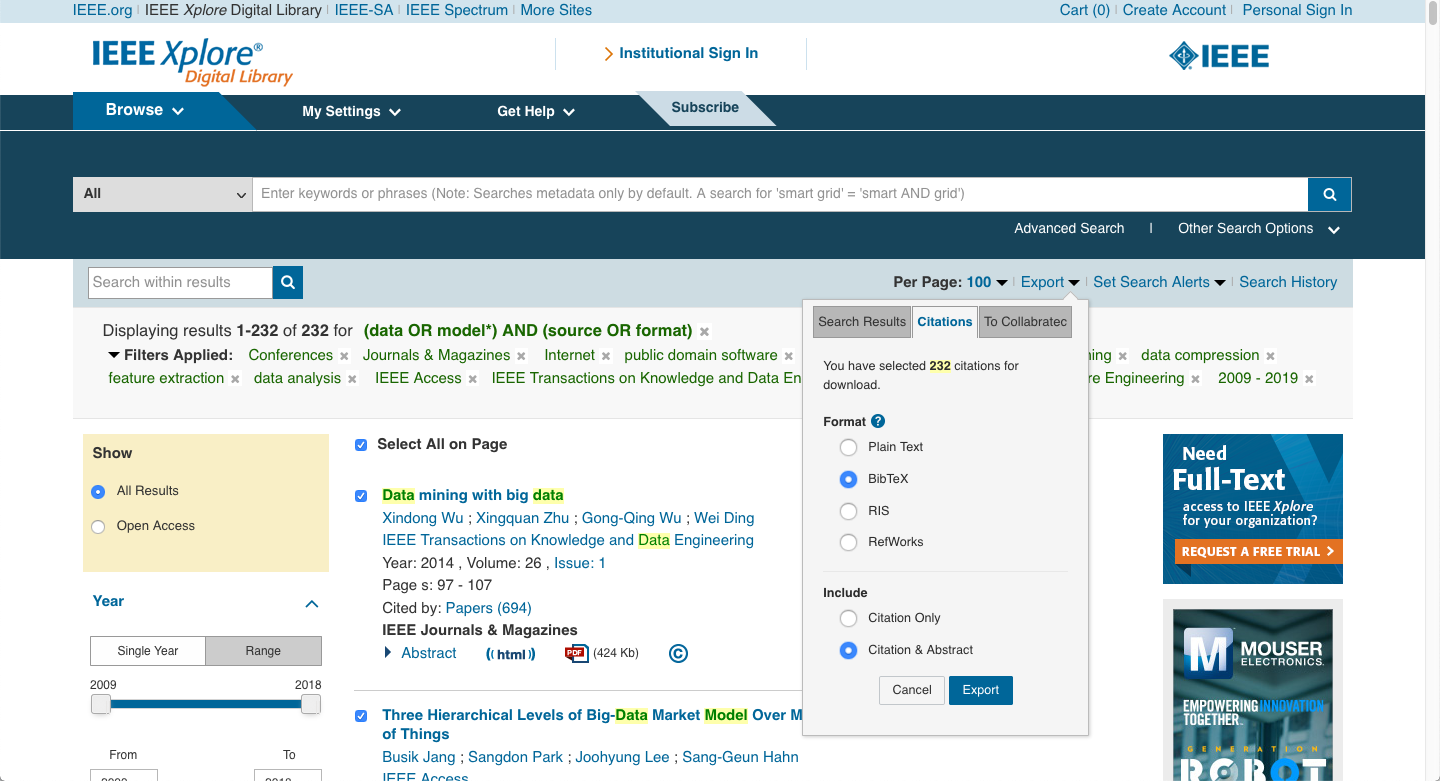 IEEE.org | IEEE Xplore Digital Library | IEEE-SA | IEEE Spectrum | More Sites
Cart (0) | Create Account | Personal Sign In
IEEE Xplore®
Digital Library
Institutional Sign In
IEEE
Browse
My Settings
Get Help
Subscribe
All
Enter keywords or phrases (Note: Searches metadata only by default. A search for 'smart grid' = 'smart AND grid')
Advanced Search | Other Search Options
Search within results
Per Page: 100 | Export | Set Search Alerts | Search History
Displaying results 1-232 of 232 for (data OR model*) AND (source OR format) ×
Filters Applied: Conferences × Journals & Magazines × Internet × public domain software × ing × data compression ×
feature extraction × data analysis × IEEE Access × IEEE Transactions on Knowledge and Data En re Engineering × 2009 - 2019 ×
Search Results
Citations
To Collabratec
You have selected 232 citations for
download.
Format ?
Plain Text
BibTeX
RIS
RefWorks
Include
Citation Only
Citation & Abstract
Cancel
Export
Show
All Results
Open Access
Year
Single Year
Range
2009
2018
From
To
Select All on Page
Data mining with big data
Xindong Wu ; Xingquan Zhu ; Gong-Qing Wu ; Wei Ding
IEEE Transactions on Knowledge and Data Engineering
Year: 2014 , Volume: 26 , Issue: 1
Page s: 97 - 107
Cited by: Papers (694)
IEEE Journals & Magazines
Abstract
((html))
PDF (424 Kb)
©
Three Hierarchical Levels of Big-Data Market Model Over M
of Things
Busik Jang ; Sangdon Park ; Joohyung Lee ; Sang-Geun Hahn
IEEE Access
Need
Full-Text
access to IEEE Xplore
for your organization?
REQUEST A FREE TRIAL >
M MOUSER
ELECTRONICS
EMPOWERING INNOVATION
TOGETHER.
GENERATION
ROBOT